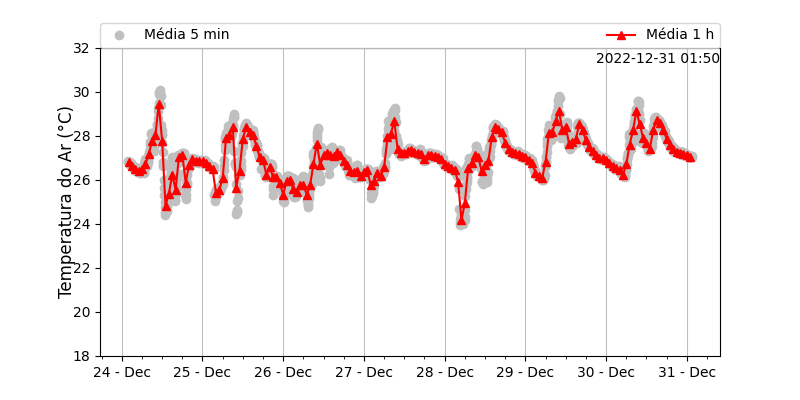 Média 5 min
Média 1 h
2022-12-31 01:50
Temperatura do Ar (°C)
32
30
28
26
24
22
20
18
24 - Dec
25 - Dec
26 - Dec
27 - Dec
28 - Dec
29 - Dec
30 - Dec
31 - Dec